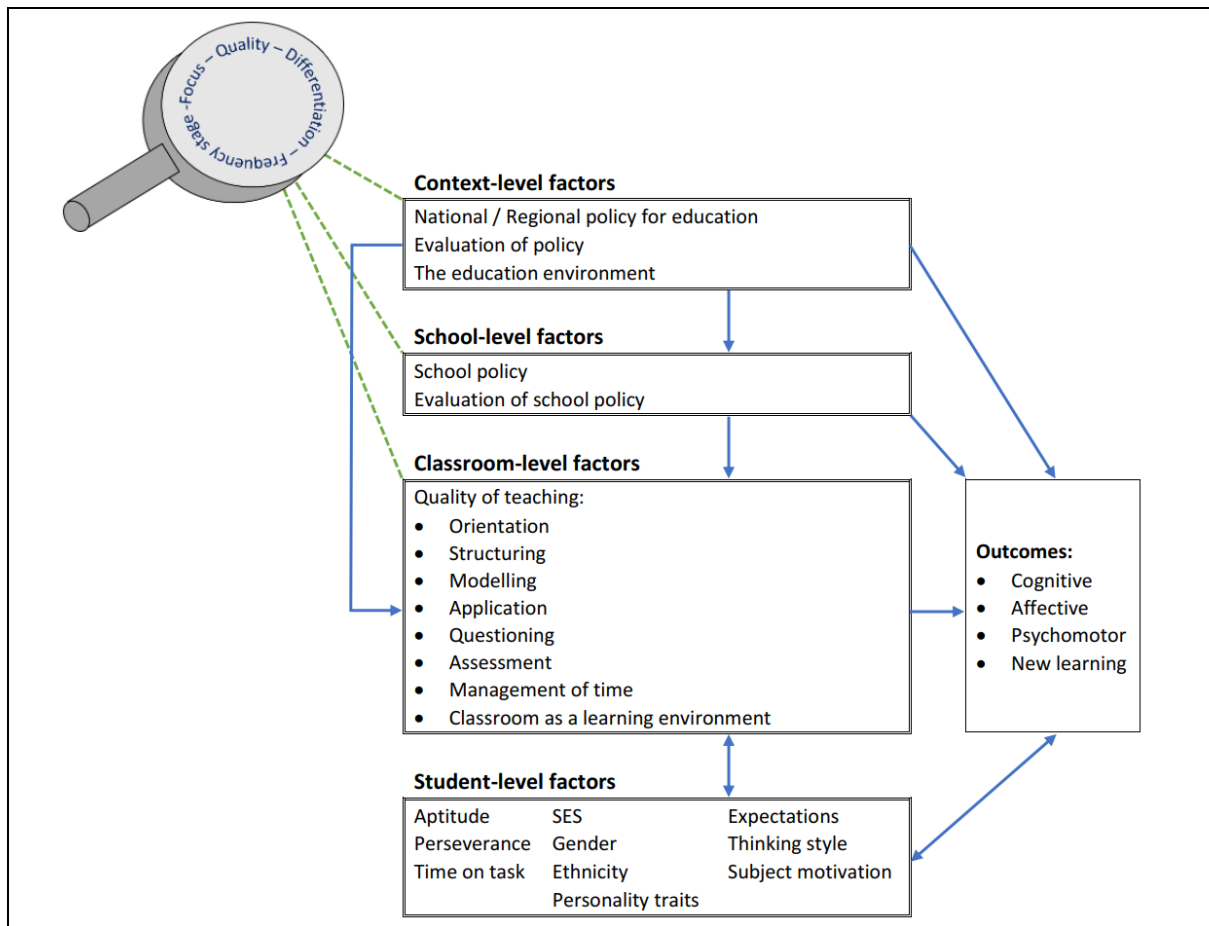 Frequency stage -Focus – Quality – Differentiation –
Context-level factors
National / Regional policy for education
Evaluation of policy
The education environment
School-level factors
School policy
Evaluation of school policy
Classroom-level factors
Quality of teaching:
• Orientation
• Structuring
• Modelling
• Application
• Questioning
• Assessment
• Management of time
• Classroom as a learning environment
Outcomes:
• Cognitive
• Affective
• Psychomotor
• New learning
Student-level factors
Aptitude SES Expectations
Perseverance Gender Thinking style
Time on task Ethnicity Subject motivation
Personality traits